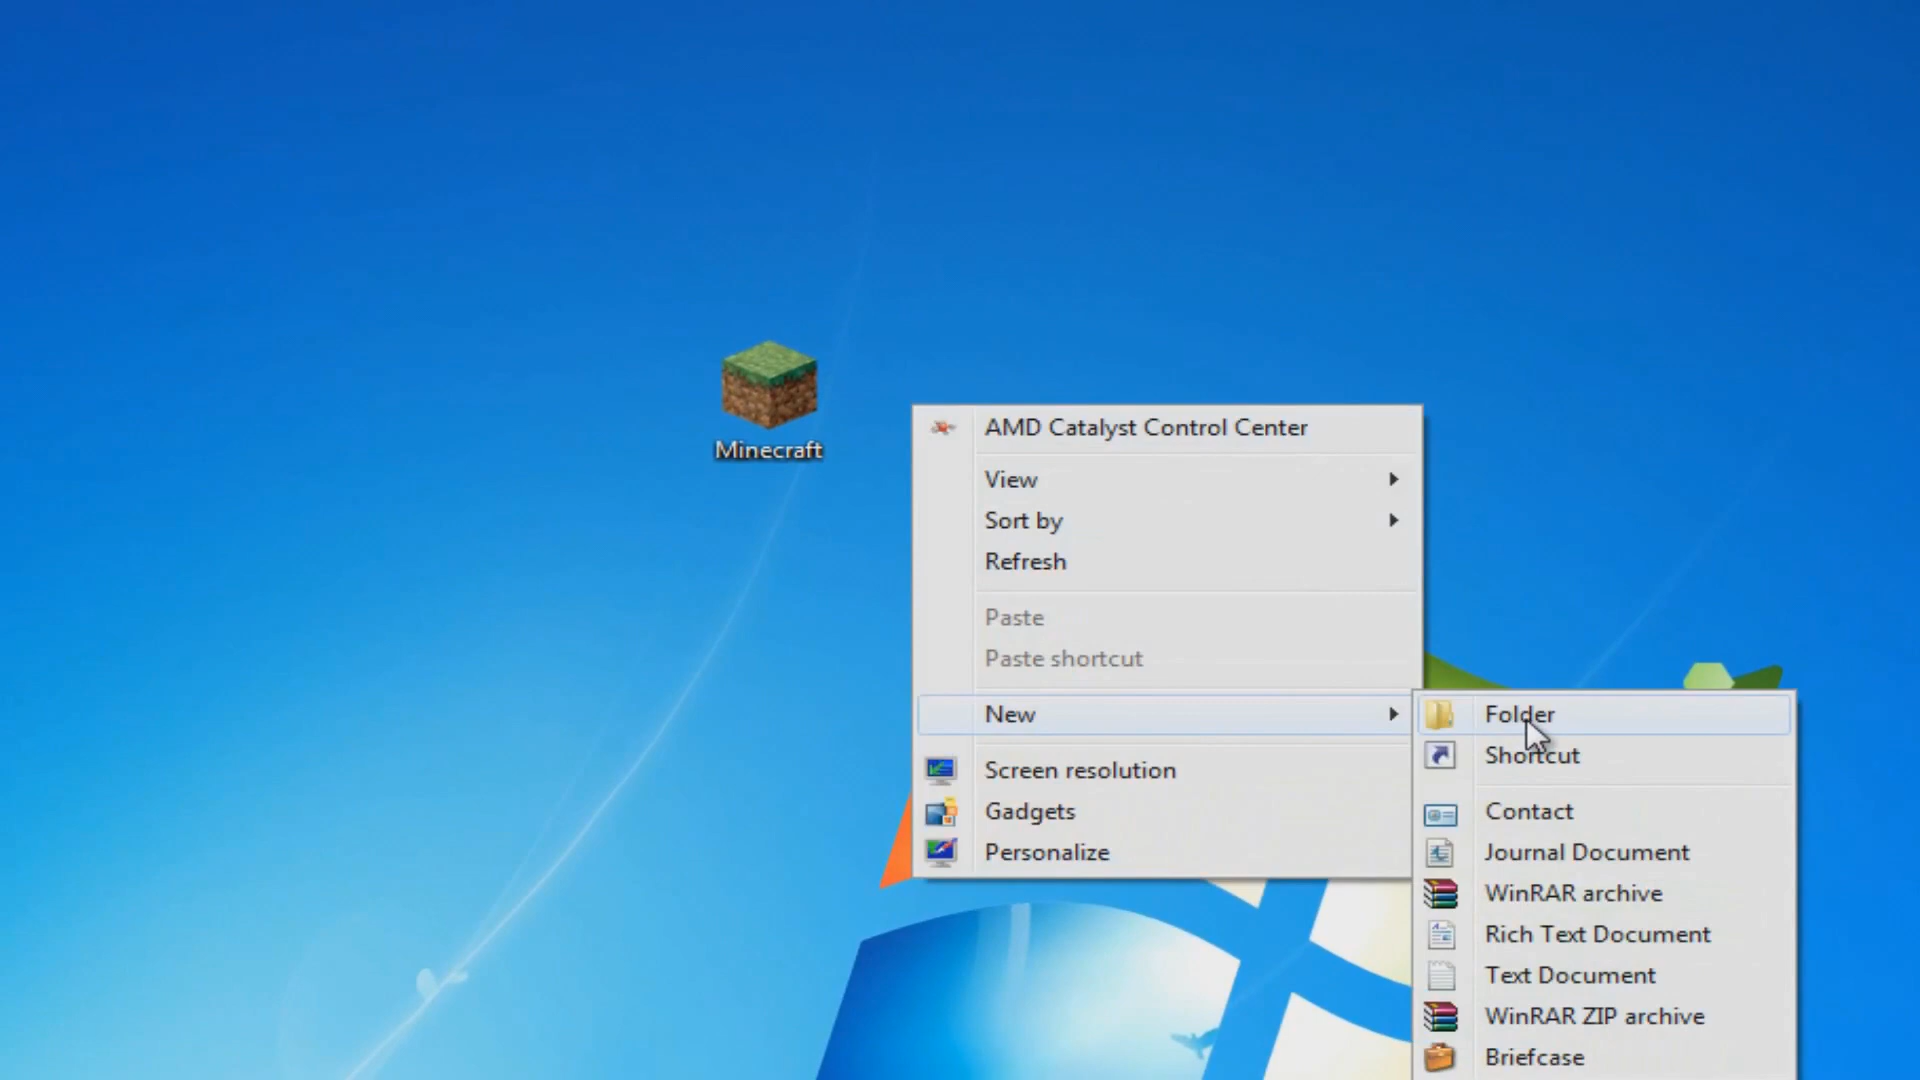 Minecraft
AMD Catalyst Control Center
View
Sort by
Refresh
Paste
Paste shortcut
New
Screen resolution
Gadgets
Personalize
Folder
Shortcut
Contact
Journal Document
WinRAR archive
Rich Text Document
Text Document
WinRAR ZIP archive
Briefcase